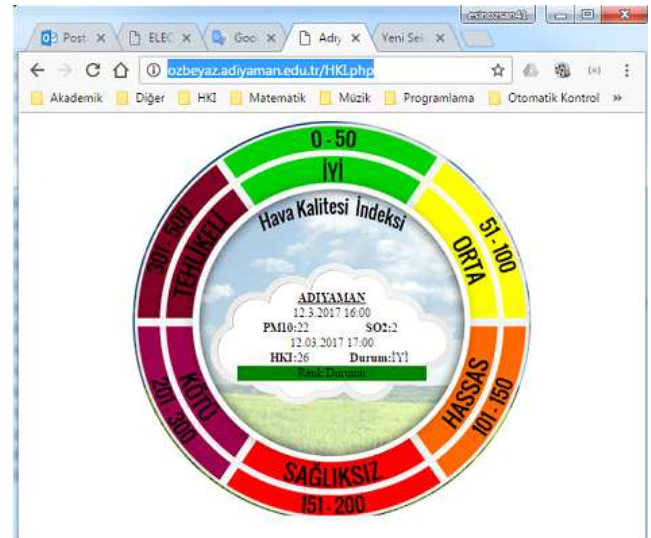 Post
ELEC
Goo
Adıy
Yeni Sek
ozbeyaz.adiyaman.edu.tr/HKI.php
Akademik Diğer HKI Matematik Müzik Programlama Otomatik Kontrol »
0 - 50
İYİ
51 - 100
ORTA
HASSAS
101 - 150
SAĞLIKSIZ
151 - 200
KÖTÜ
201 - 300
TEHLİKELİ
301 - 500
Hava Kalitesi İndeksi
ADIYAMAN
12.3.2017 16:00
PM10:22 SO2:2
12.03.2017 17:00
HKI:26 Durum:İYİ
Renk Durumu: